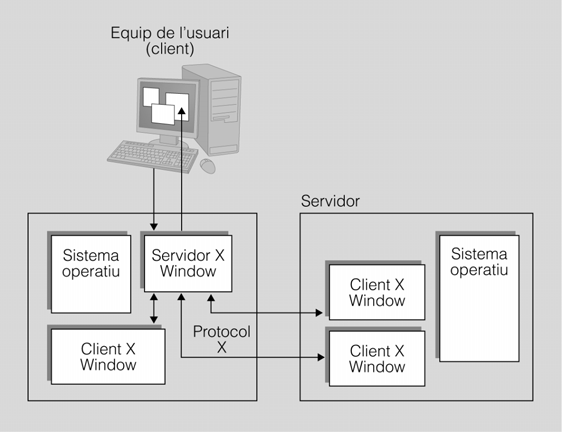 Equip de l'usuari
(client)
Servidor
Sistema
operatiu
Servidor X
Window
Sistema
operatiu
Client X
Window
Protocol
X
Client X
Window
Client X
Window